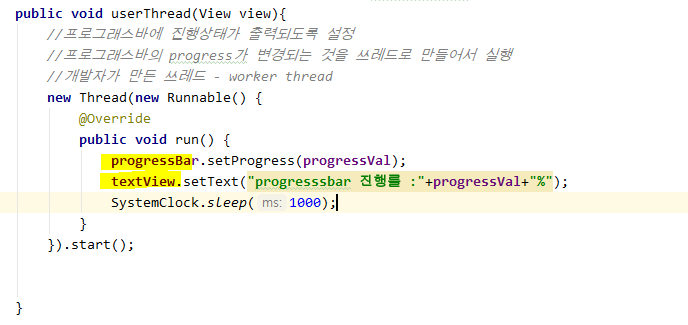 public void userThread(View view){
//프로그래스바에 진행상태가 출력되도록 설정
//프로그래스바의 progress가 변경되는 것을 쓰레드로 만들어서 실행
//개발자가 만든 쓰레드 - worker thread
new Thread(new Runnable() {
@Override
public void run() {
progressBar.setProgress(progressVal);
textView.setText("progresssbar 진행률 :"+progressVal+"%");
SystemClock.sleep( ms: 1000);
}
}).start();
}